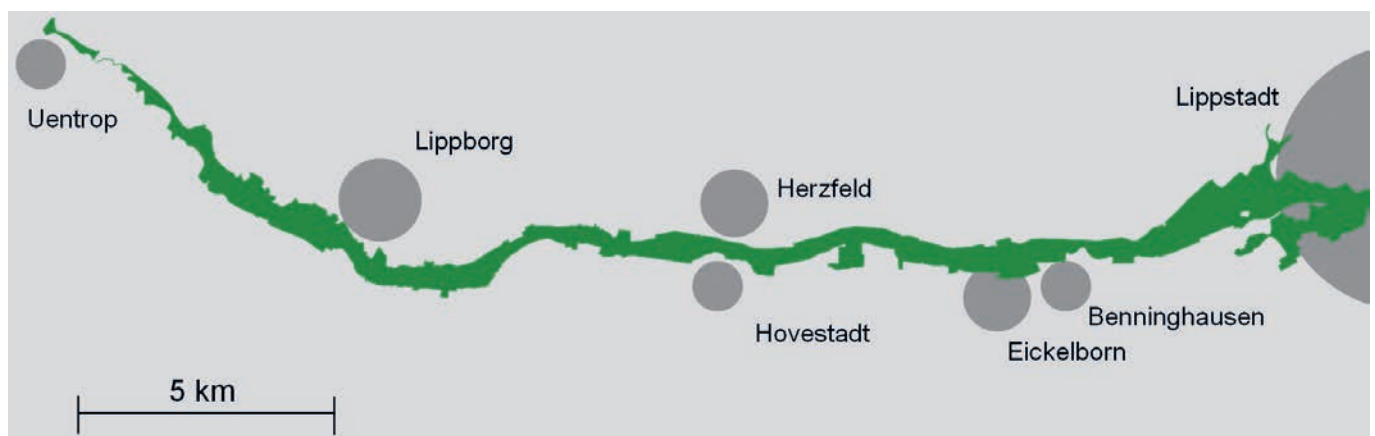 Lippstadt
Uentrop
Lippborg
Herzfeld
Hovestadt
Benninghausen
Eickelborn
5 km